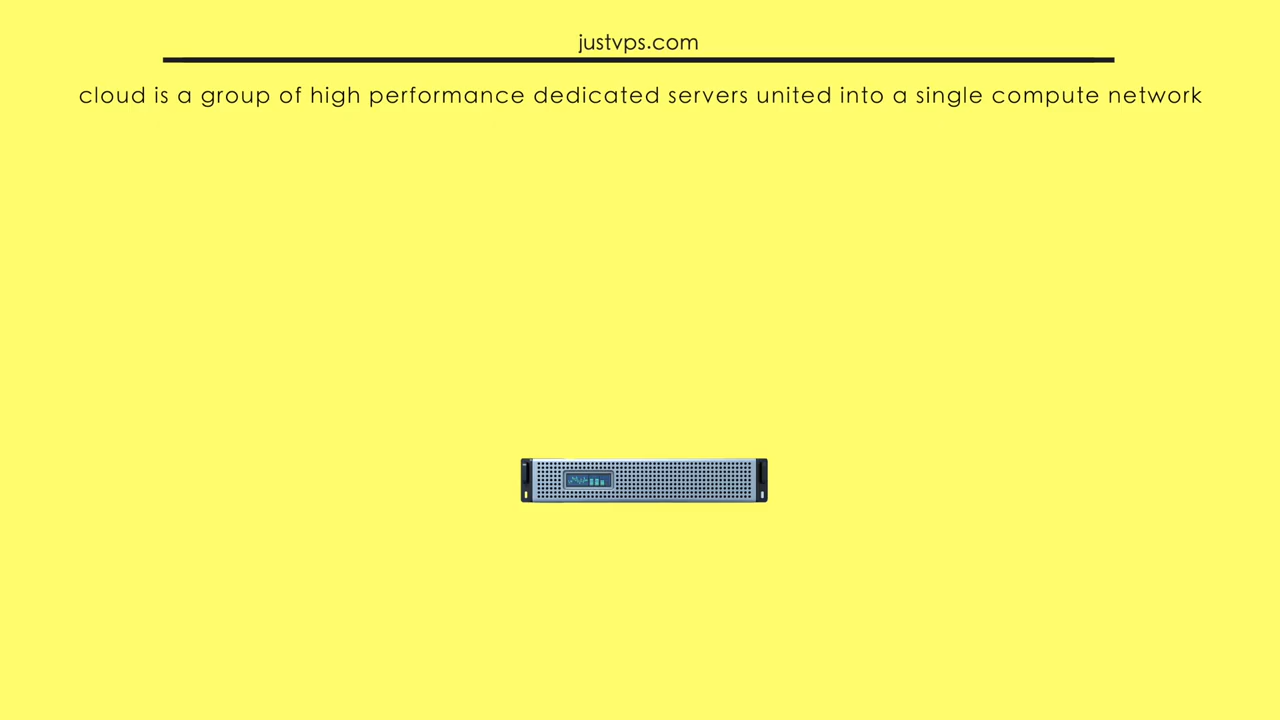 justvps.com
cloud is a group of high performance dedicated servers united into a single compute network